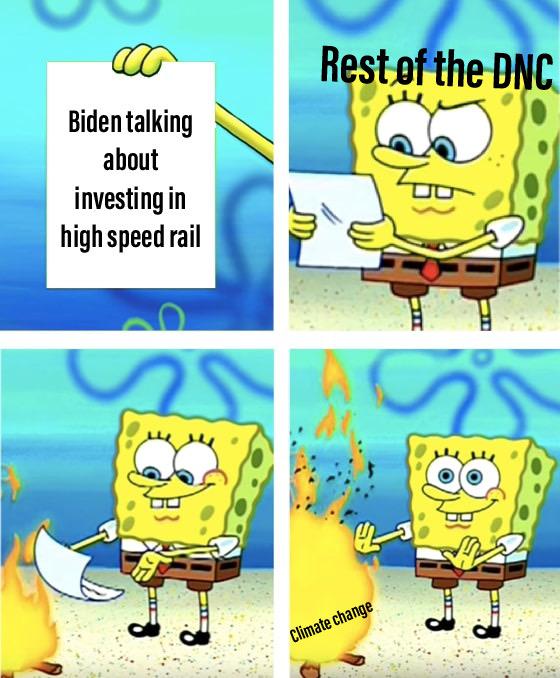 Biden talking
about
investing in
high speed rail
Rest of the DNC
Climate change